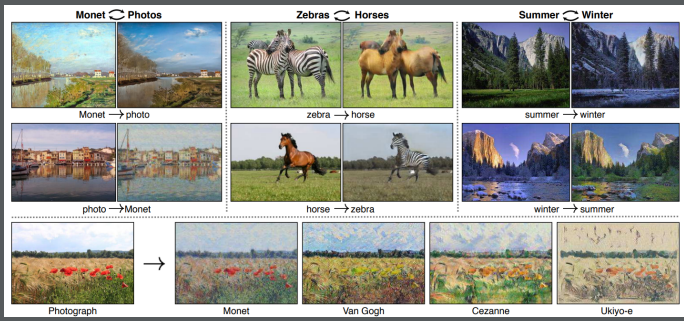 Monet ⟳ Photos
Zebras ⟳ Horses
Summer ⟳ Winter
Monet → photo
zebra → horse
summer → winter
photo → Monet
horse → zebra
winter → summer
Photograph
Monet
Van Gogh
Cezanne
Ukiyo-e